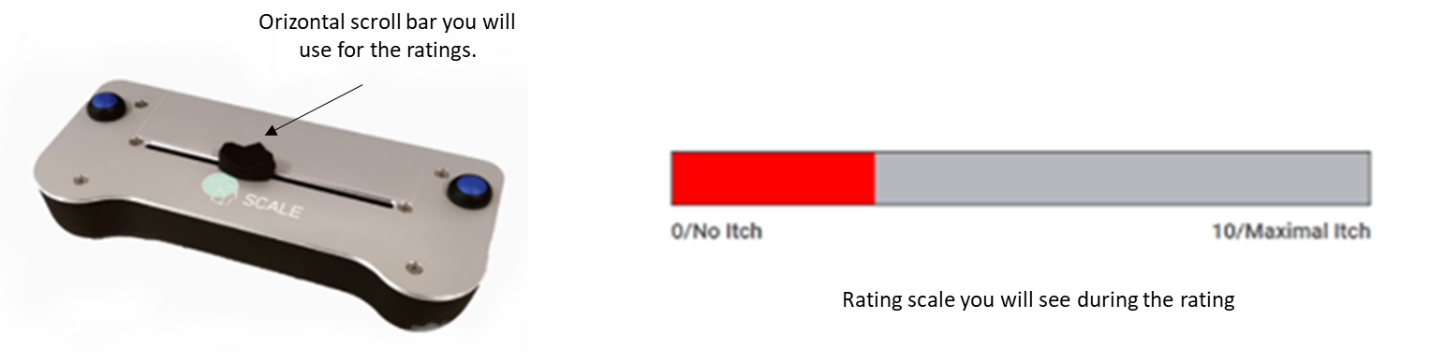 Orizontal scroll bar you will
use for the ratings.
SCALE
0/No Itch
10/Maximal Itch
Rating scale you will see during the rating